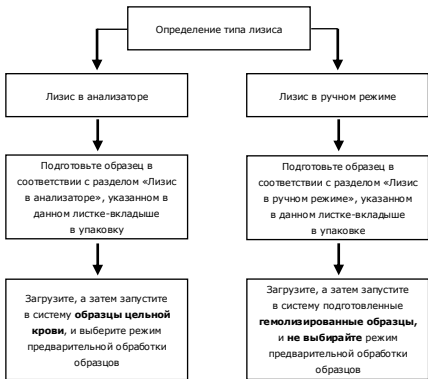 Определение типа лизиса
Лизис в анализаторе
Лизис в ручном режиме
Подготовьте образец в
соответствии с разделом «Лизис
в анализаторе», указанном в
данном листке-вкладыше
в упаковку
Подготовьте образец в
соответствии с разделом «Лизис
в ручном режиме», указанном
в данном листке-вкладыше
в упаковке
Загрузите, а затем запустите
в систему образцы цельной
крови, и выберите режим
предварительной обработки
образцов
Загрузите, а затем запустите
в систему подготовленные
гемолизированные образцы,
и не выбирайте режим
предварительной обработки
образцов